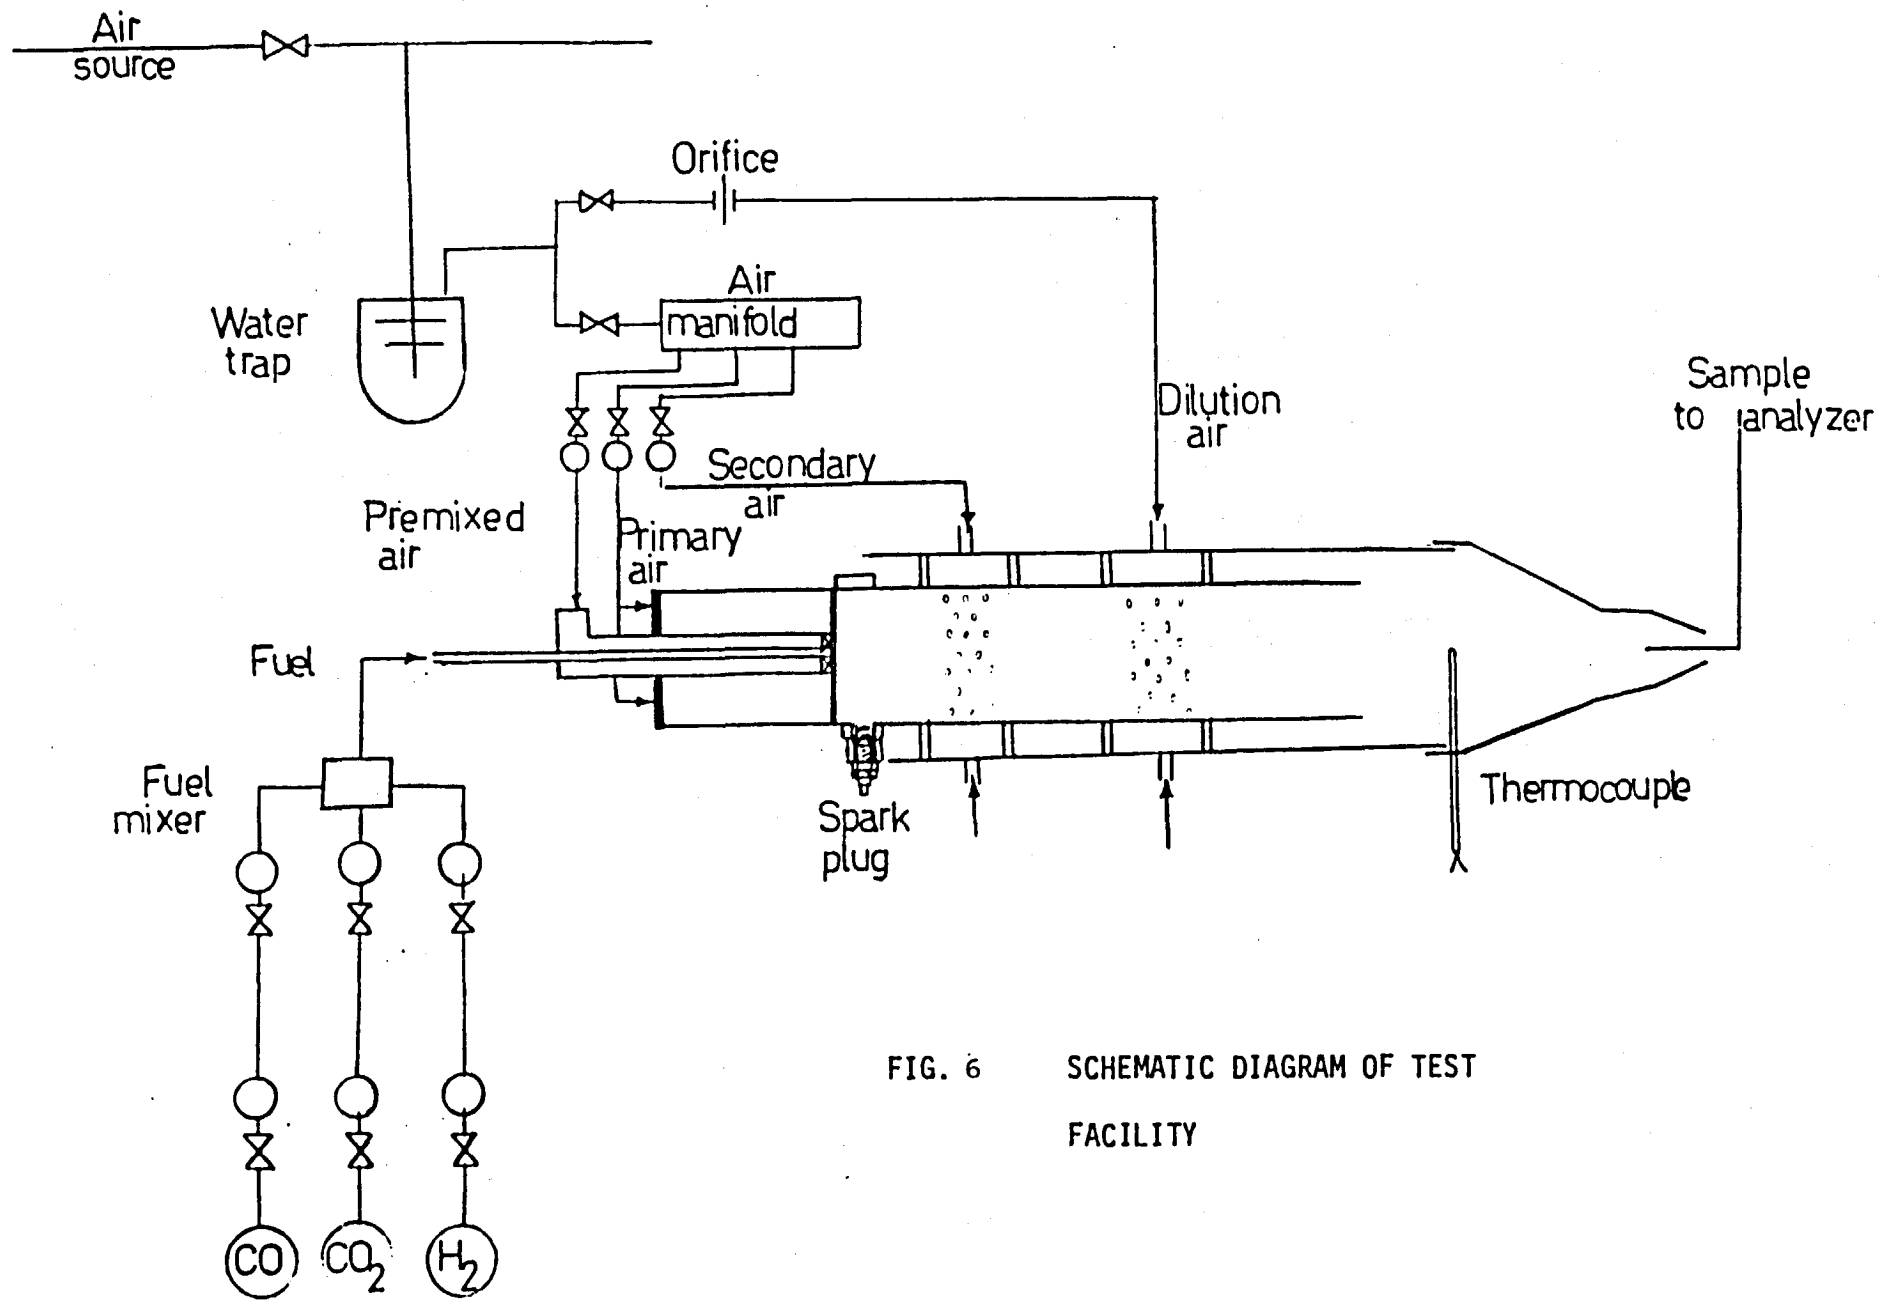 Air
source
Orifice
Air
manifold
Water
trap
Sample
to analyzer
Dilution
air
Secondary
air
Premixed
air
Primary
air
Fuel
Fuel
mixer
Spark
plug
Thermocouple
FIG. 6 SCHEMATIC DIAGRAM OF TEST
FACILITY
CO
CO2
H2